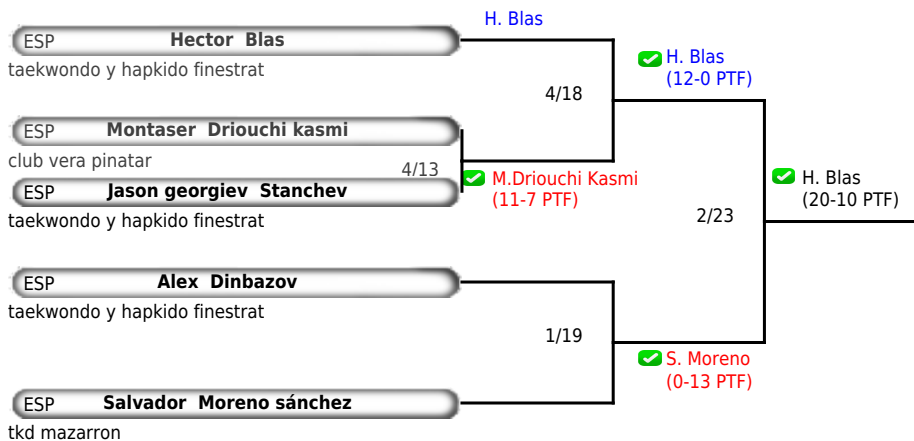 H. Blas
ESP Hector Blas
taekwondo y hapkido finestrat
H. Blas
(12-0 PTF)
4/18
ESP Montaser Driouchi kasmi
club vera pinatar
4/13
M.Driouchi Kasmi
(11-7 PTF)
ESP Jason georgiev Stanchev
taekwondo y hapkido finestrat
H. Blas
(20-10 PTF)
2/23
ESP Alex Dinbazov
taekwondo y hapkido finestrat
1/19
S. Moreno
(0-13 PTF)
ESP Salvador Moreno sánchez
tkd mazarron